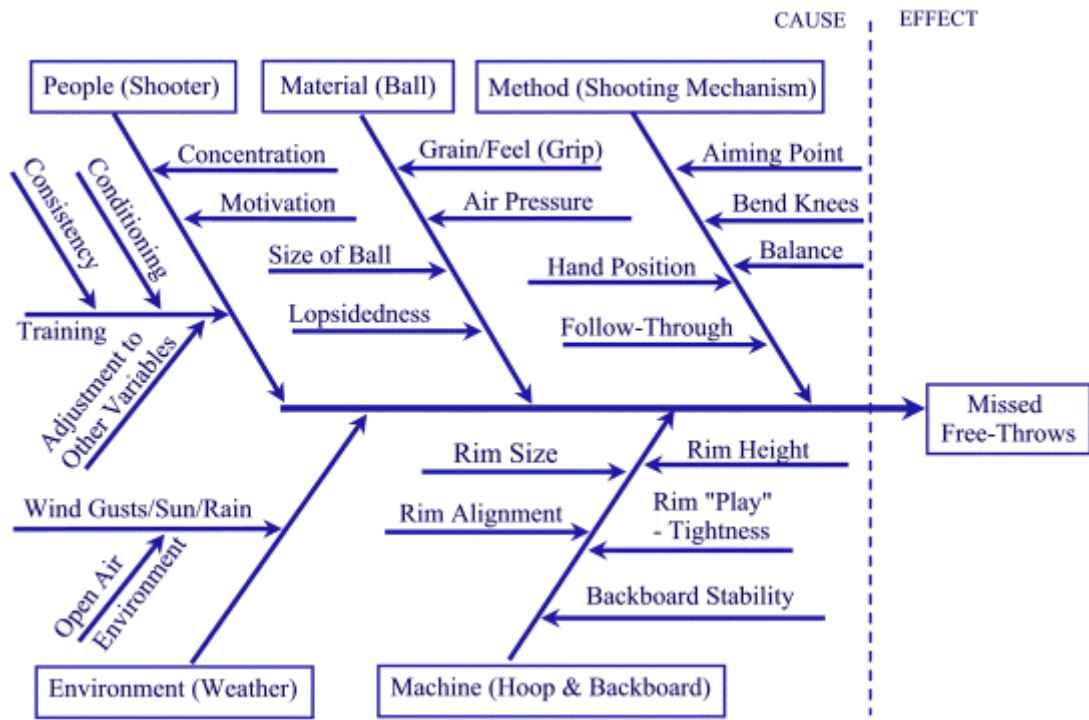 CAUSE
EFFECT
People (Shooter)
Material (Ball)
Method (Shooting Mechanism)
Concentration
Grain/Feel (Grip)
Aiming Point
Consistency
Conditioning
Motivation
Air Pressure
Bend Knees
Size of Ball
Hand Position
Balance
Training
Lopsidedness
Follow-Through
Adjustment to
Other Variables
Missed
Free-Throws
Rim Size
Rim Height
Wind Gusts/Sun/Rain
Rim Alignment
Rim "Play"
- Tightness
Open Air
Environment
Backboard Stability
Environment (Weather)
Machine (Hoop & Backboard)